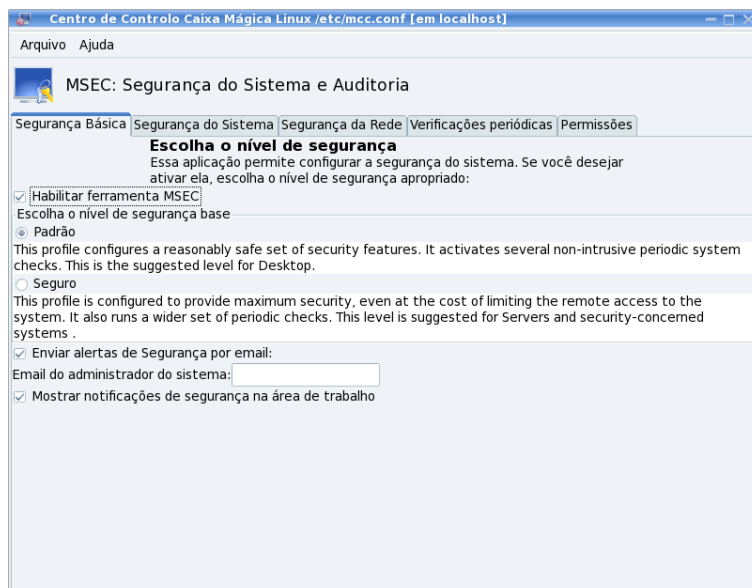 Centro de Controlo Caixa Mágica Linux /etc/mcc.conf [em localhost]
Arquivo Ajuda
MSEC: Segurança do Sistema e Auditoria
Segurança Básica Segurança do Sistema Segurança da Rede Verificações periódicas Permissões
Escolha o nível de segurança
Essa aplicação permite configurar a segurança do sistema. Se você desejar
ativar ela, escolha o nível de segurança apropriado:
Habilitar ferramenta MSEC
Escolha o nível de segurança base
Padrão
This profile configures a reasonably safe set of security features. It activates several non-intrusive periodic system
checks. This is the suggested level for Desktop.
Seguro
This profile is configured to provide maximum security, even at the cost of limiting the remote access to the
system. It also runs a wider set of periodic checks. This level is suggested for Servers and security-concerned
systems .
Enviar alertas de Segurança por email:
Email do administrador do sistema:
Mostrar notificações de segurança na área de trabalho